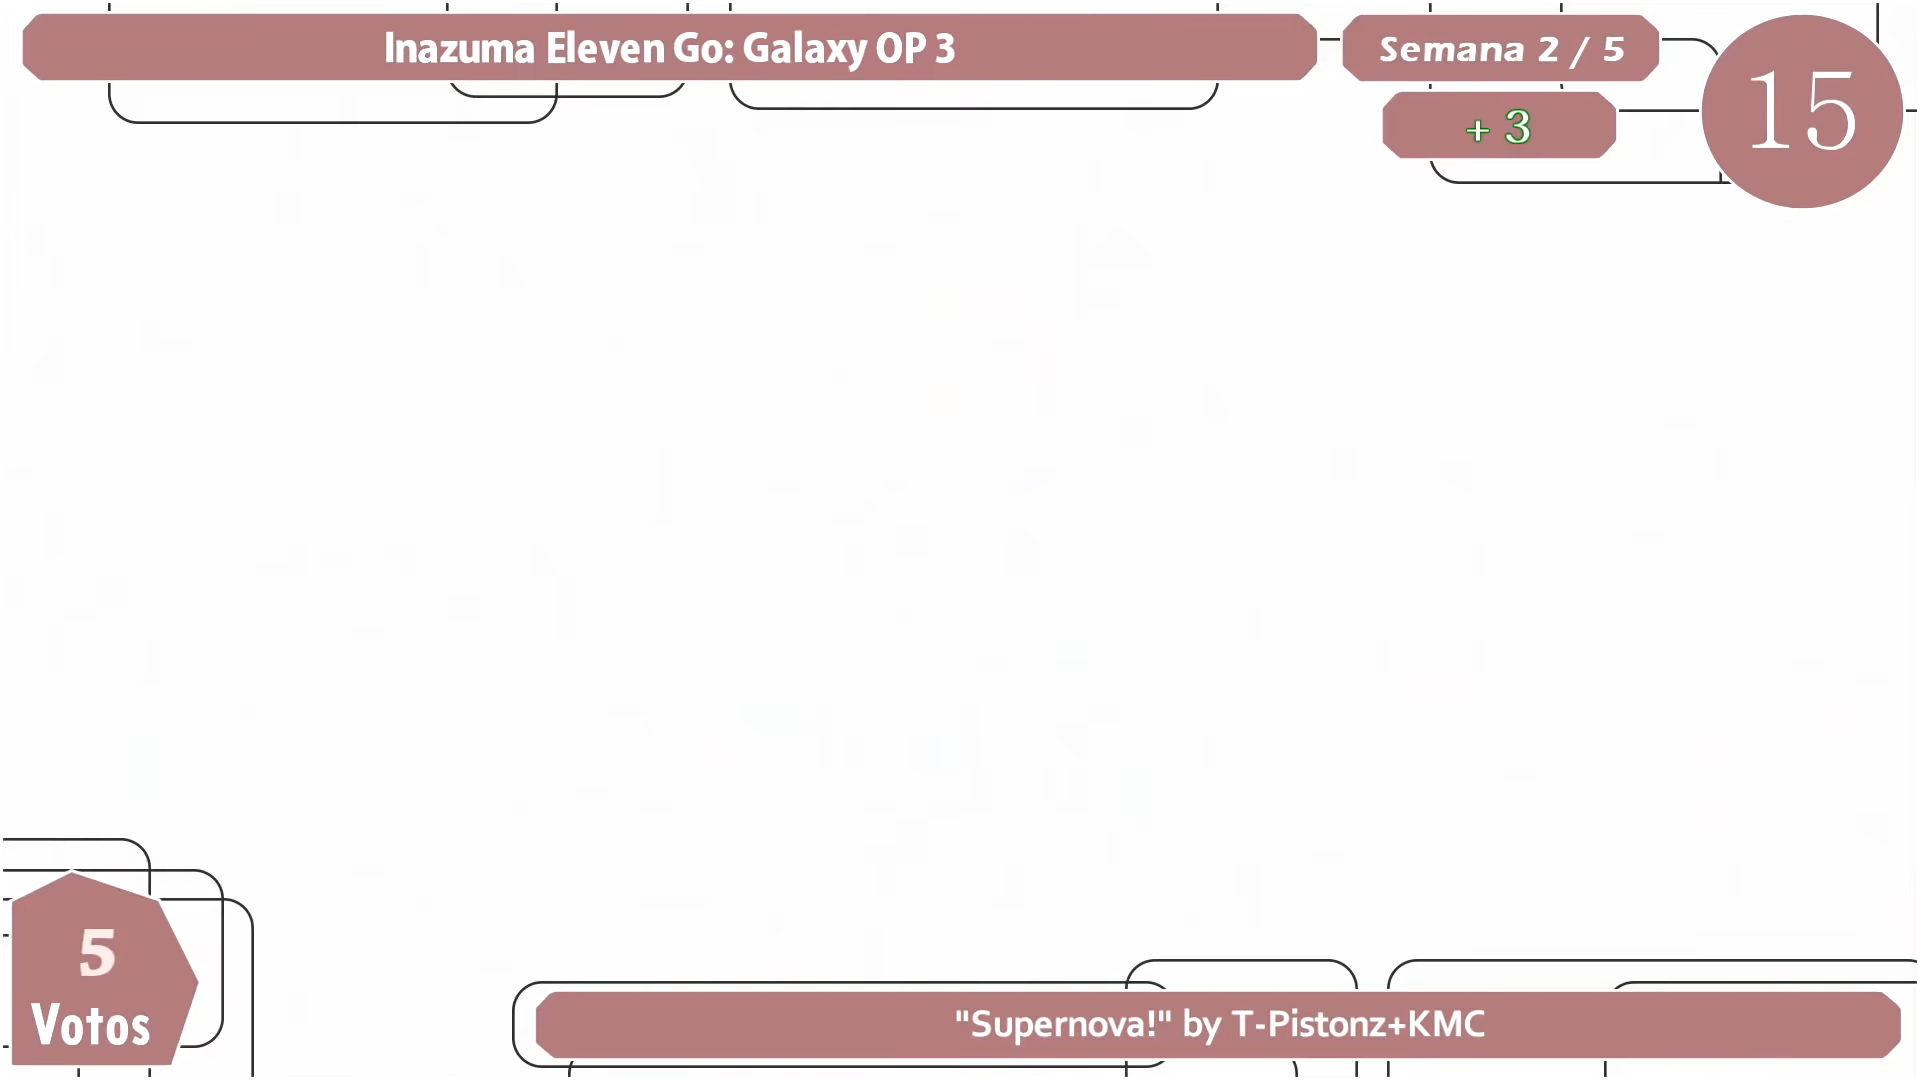 Inazuma Eleven Go: Galaxy OP 3
Semana 2 / 5
15
+ 3
5
Votos
"Supernova!" by T-Pistonz+KMC